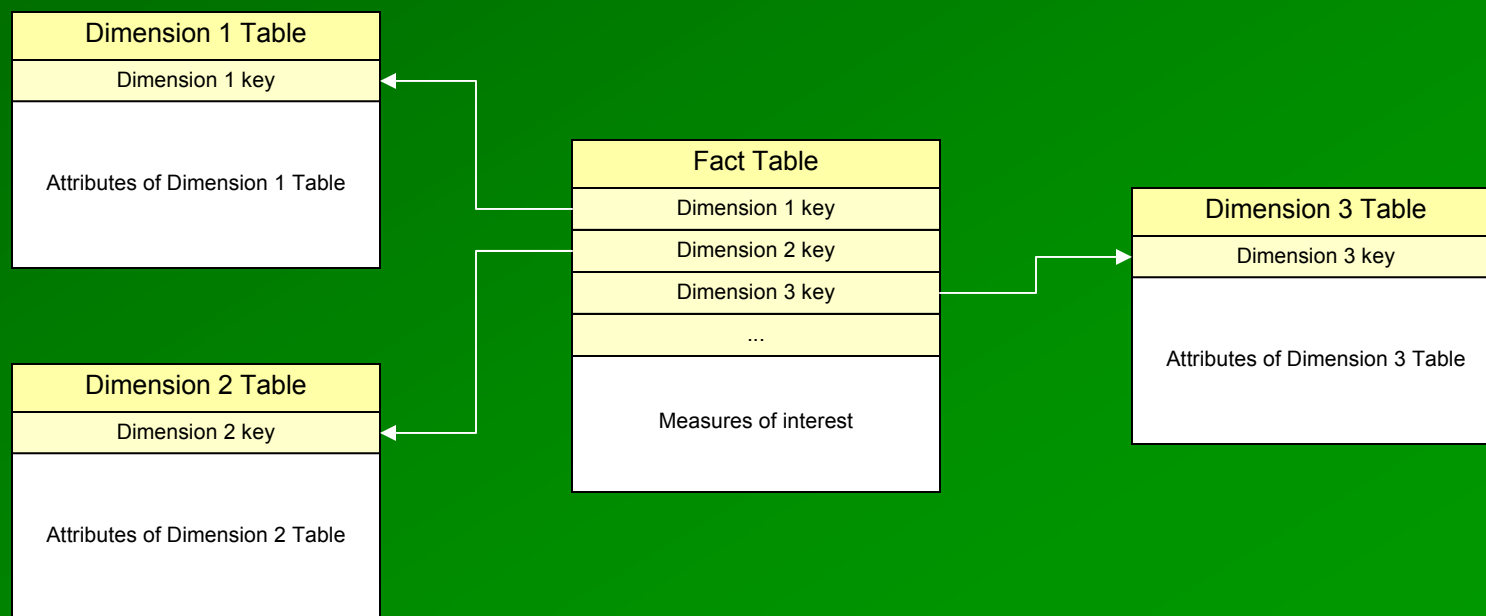 Dimension 1 Table
Dimension 1 key
Attributes of Dimension 1 Table
Dimension 2 Table
Dimension 2 key
Attributes of Dimension 2 Table
Fact Table
Dimension 1 key
Dimension 2 key
Dimension 3 key
...
Measures of interest
Dimension 3 Table
Dimension 3 key
Attributes of Dimension 3 Table